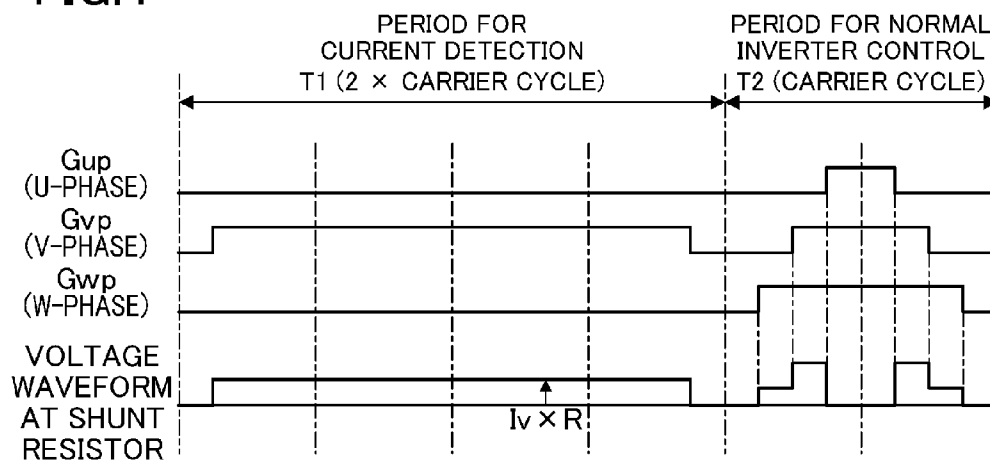 PERIOD FOR
CURRENT DETECTION
T1 (2 × CARRIER CYCLE)
PERIOD FOR NORMAL
INVERTER CONTROL
T2 (CARRIER CYCLE)
Gup
(U-PHASE)
Gvp
(V-PHASE)
Gwp
(W-PHASE)
VOLTAGE
WAVEFORM
AT SHUNT
RESISTOR
Iv × R